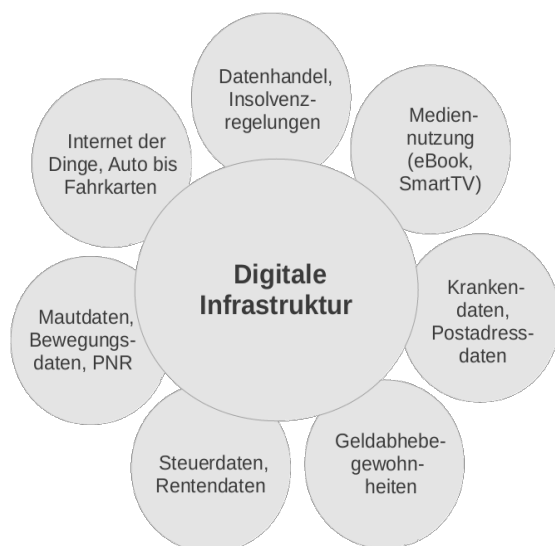 Datenhandel,
Insolvenz-
regelungen
Medien-
nutzung
(eBook,
SmartTV)
Internet der
Dinge, Auto bis
Fahrkarten
Digitale
Infrastruktur
Kranken-
daten,
Postadress-
daten
Mautdaten,
Bewegungs-
daten, PNR
Geldabhebe-
gewohn-
heiten
Steuerdaten,
Rentendaten